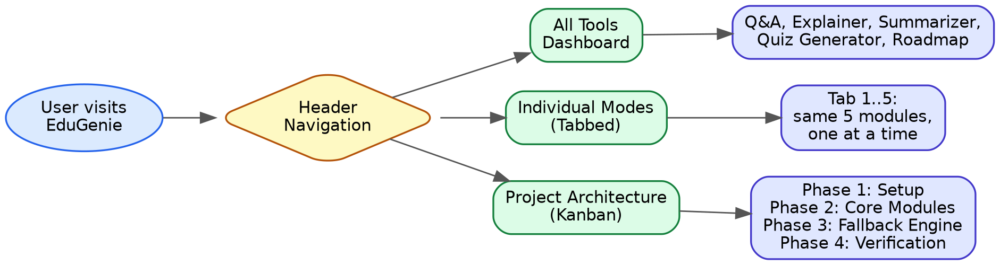 User visits
EduGenie
Header
Navigation
All Tools
Dashboard
Q&A, Explainer, Summarizer,
Quiz Generator, Roadmap
Individual Modes
(Tabbed)
Tab 1..5:
same 5 modules,
one at a time
Project Architecture
(Kanban)
Phase 1: Setup
Phase 2: Core Modules
Phase 3: Fallback Engine
Phase 4: Verification